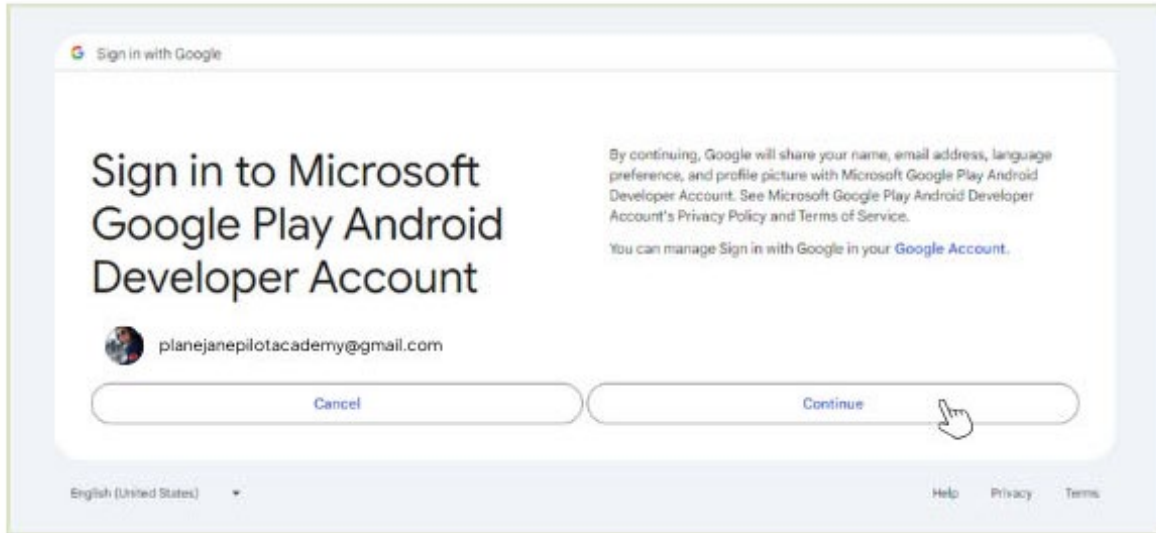 Sign in with Google
Sign in to Microsoft
Google Play Android
Developer Account
By continuing, Google will share your name, email address, language
preference, and profile picture with Microsoft Google Play Android
Developer Account. See Microsoft Google Play Android Developer
Account's Privacy Policy and Terms of Service.
You can manage Sign in with Google in your Google Account.
planejanepilotacademy@gmail.com
Cancel
Continue
English (United States)
Help Privacy Terms